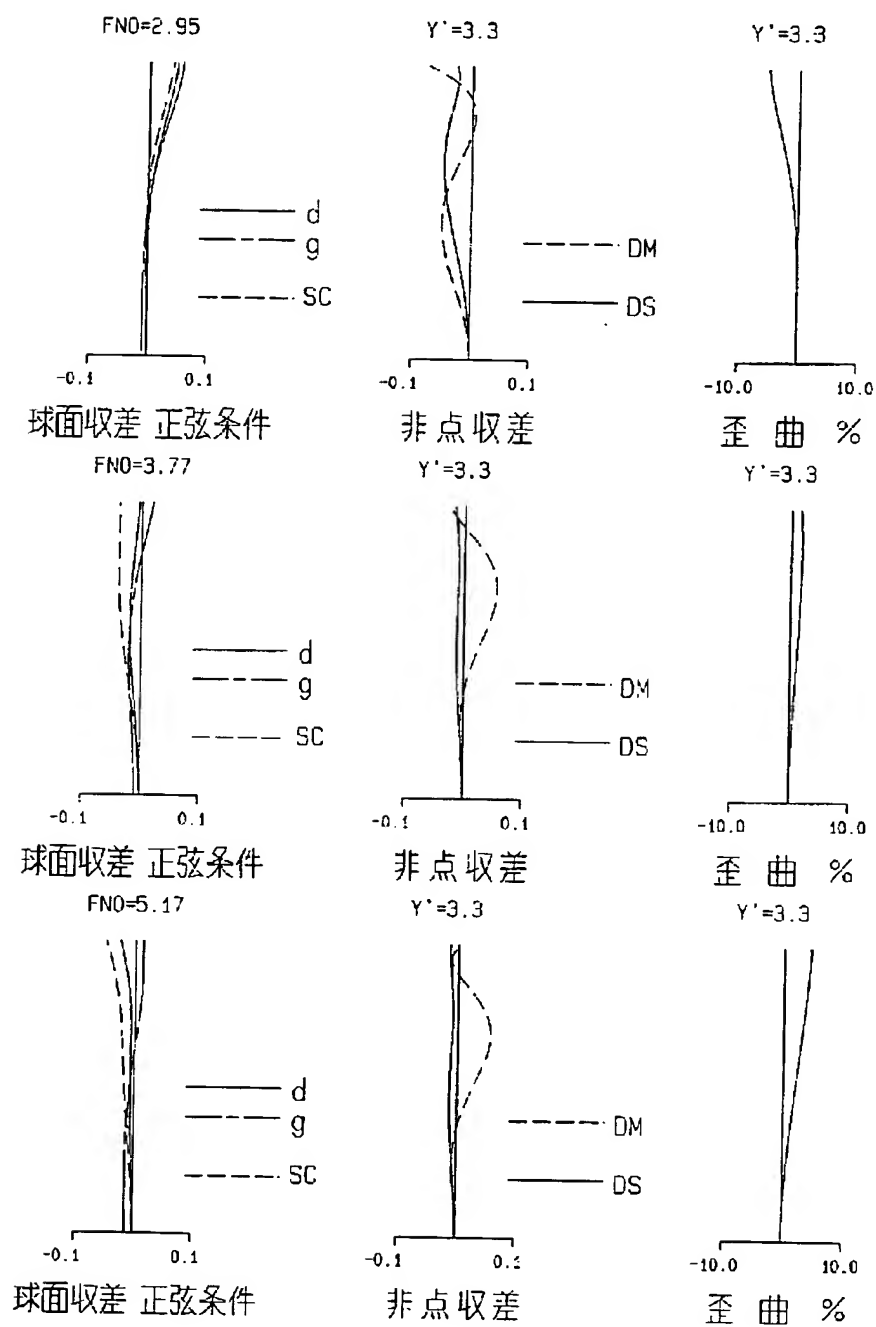 FNO=2.95 Y'=3.3 Y'=3.3
d
g
SC
DM
DS
-0.1 0.1 -0.1 0.1 -10.0 10.0
球面収差 正弦条件 非点収差 歪曲 %
FNO=3.77 Y'=3.3 Y'=3.3
d
g
SC
DM
DS
-0.1 0.1 -0.1 0.1 -10.0 10.0
球面収差 正弦条件 非点収差 歪曲 %
FNO=5.17 Y'=3.3 Y'=3.3
d
g
SC
DM
DS
-0.1 0.1 -0.1 0.1 -10.0 10.0
球面収差 正弦条件 非点収差 歪曲 %